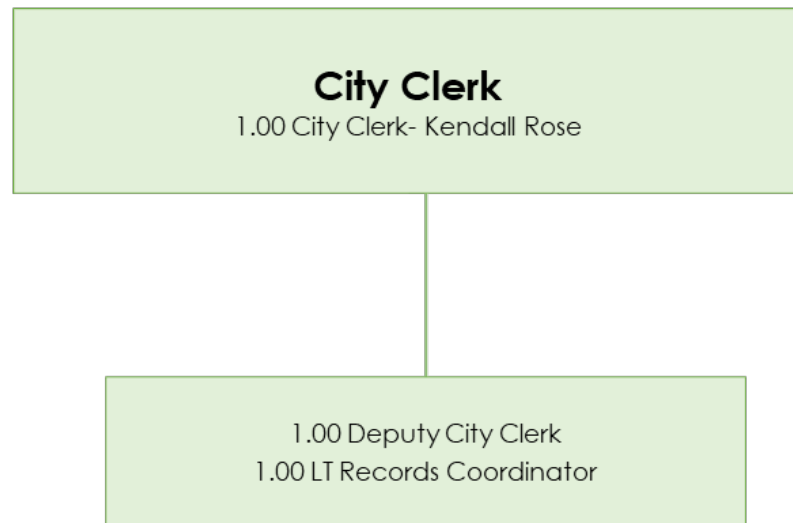 City Clerk
1.00 City Clerk- Kendall Rose
1.00 Deputy City Clerk
1.00 LT Records Coordinator